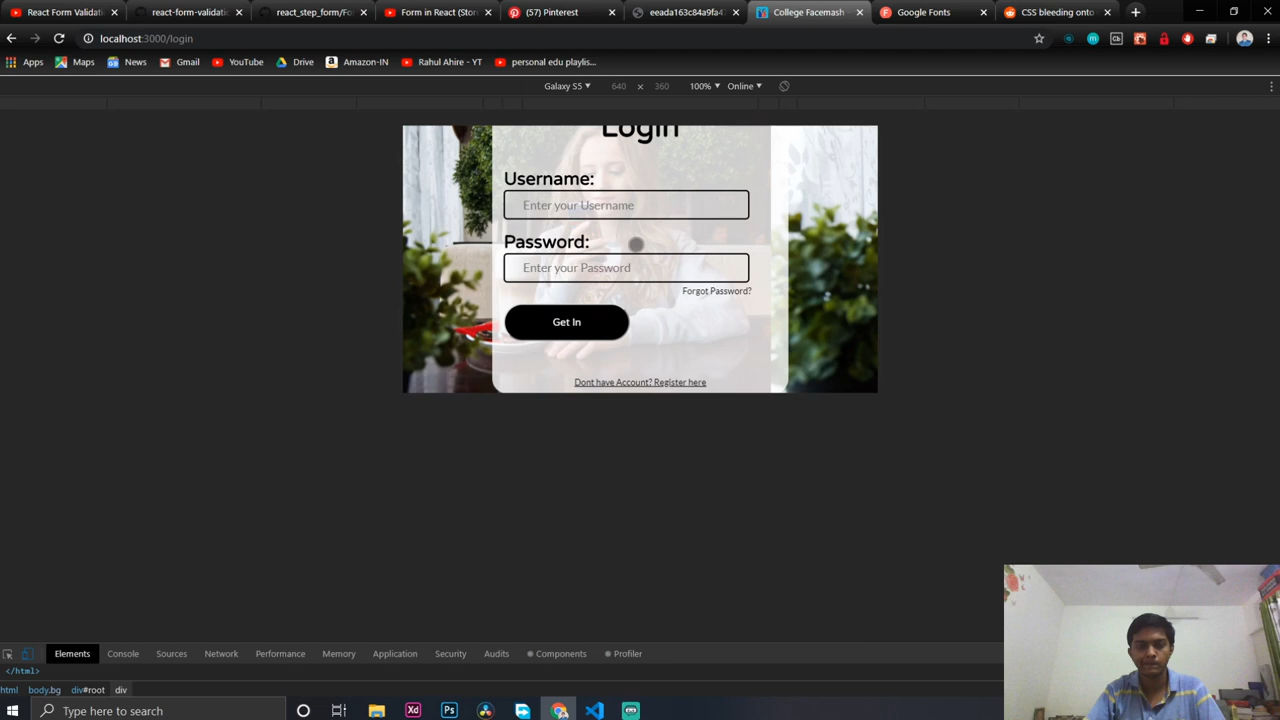 React Form Validati
react-form-validatio
react_step_form/Fo
Form in React (Stor
(57) Pinterest
eeada163c84a9fa4
College Facemash
Google Fonts
CSS bleeding onto
localhost:3000/login
Apps
Maps
News
Gmail
YouTube
Drive
Amazon-IN
Rahul Ahire - YT
personal edu playlis...
Galaxy S5
640 × 360
100%
Online
Login
Username:
Enter your Username
Password:
Enter your Password
Forgot Password?
Get In
Dont have Account? Register here
Elements
Console
Sources
Network
Performance
Memory
Application
Security
Audits
Components
Profiler
</html>
html
body.bg
div#root
div
Type here to search